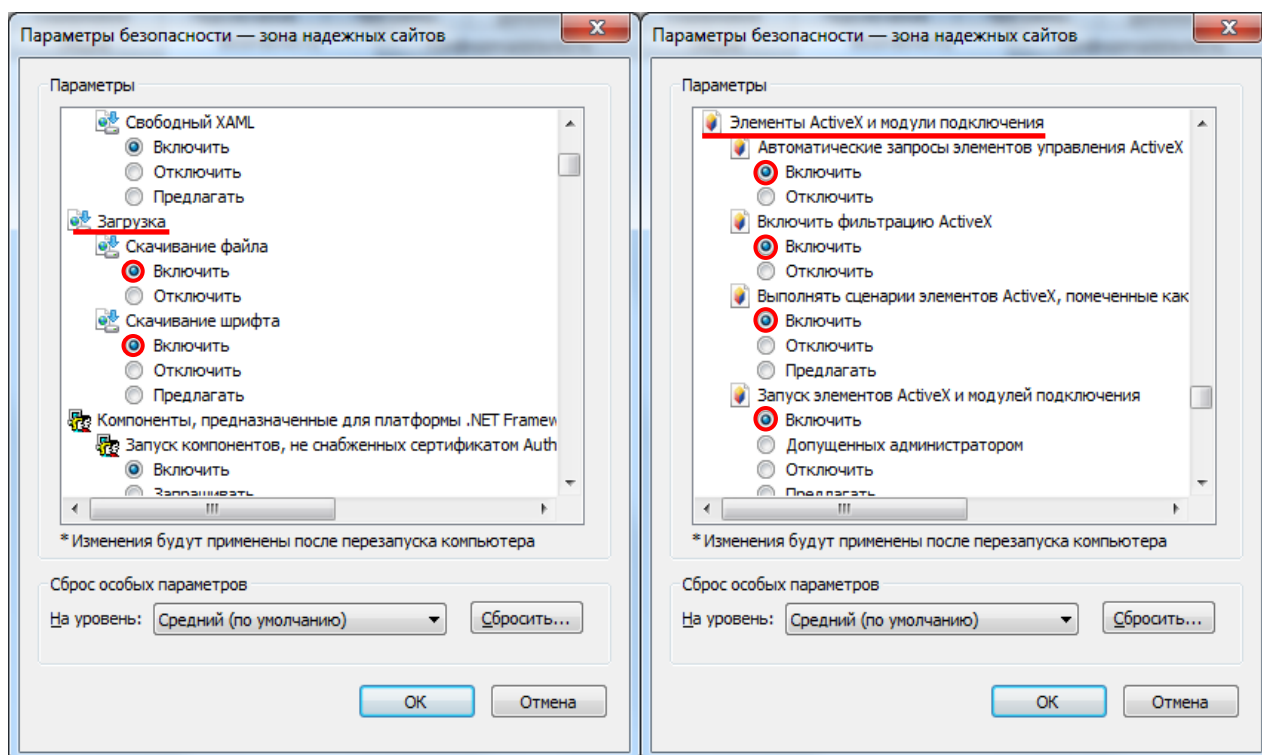 Параметры безопасности — зона надежных сайтов
Параметры
Свободный XAML
Включить
Отключить
Предлагать
Загрузка
Скачивание файла
Включить
Отключить
Скачивание шрифта
Включить
Отключить
Предлагать
Компоненты, предназначенные для платформы .NET Framew
Запуск компонентов, не снабженных сертификатом Auth
Включить
Запрашивать
* Изменения будут применены после перезапуска компьютера
Сброс особых параметров
На уровень: Средний (по умолчанию) Сбросить...
ОК Отмена
Параметры безопасности — зона надежных сайтов
Параметры
Элементы ActiveX и модули подключения
Автоматические запросы элементов управления ActiveX
Включить
Отключить
Включить фильтрацию ActiveX
Включить
Отключить
Выполнять сценарии элементов ActiveX, помеченные как
Включить
Отключить
Предлагать
Запуск элементов ActiveX и модулей подключения
Включить
Допущенных администратором
Отключить
Предлагать
* Изменения будут применены после перезапуска компьютера
Сброс особых параметров
На уровень: Средний (по умолчанию) Сбросить...
ОК Отмена